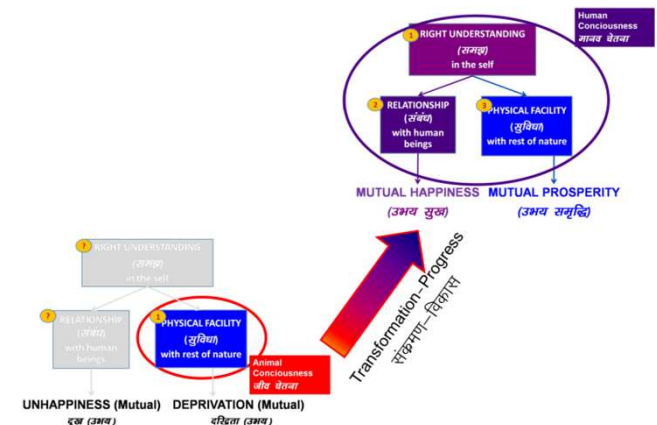 Human
Conciousness
मानव चेतना
1
RIGHT UNDERSTANDING
(समझ)
in the self
2
RELATIONSHIP
(संबंध)
with human
beings
3
PHYSICAL FACILITY
(सुविधा)
with rest of nature
MUTUAL HAPPINESS
(उभय सुख)
MUTUAL PROSPERITY
(उभय समृद्धि)
Transformation–Progress
संक्रमण–विकास
?
RIGHT UNDERSTANDING
(समझ)
in the self
?
RELATIONSHIP
(संबंध)
with human
beings
1
PHYSICAL FACILITY
(सुविधा)
with rest of nature
Animal
Conciousness
जीव चेतना
UNHAPPINESS (Mutual)
दुख (उभय)
DEPRIVATION (Mutual)
दरिद्रता (उभय)